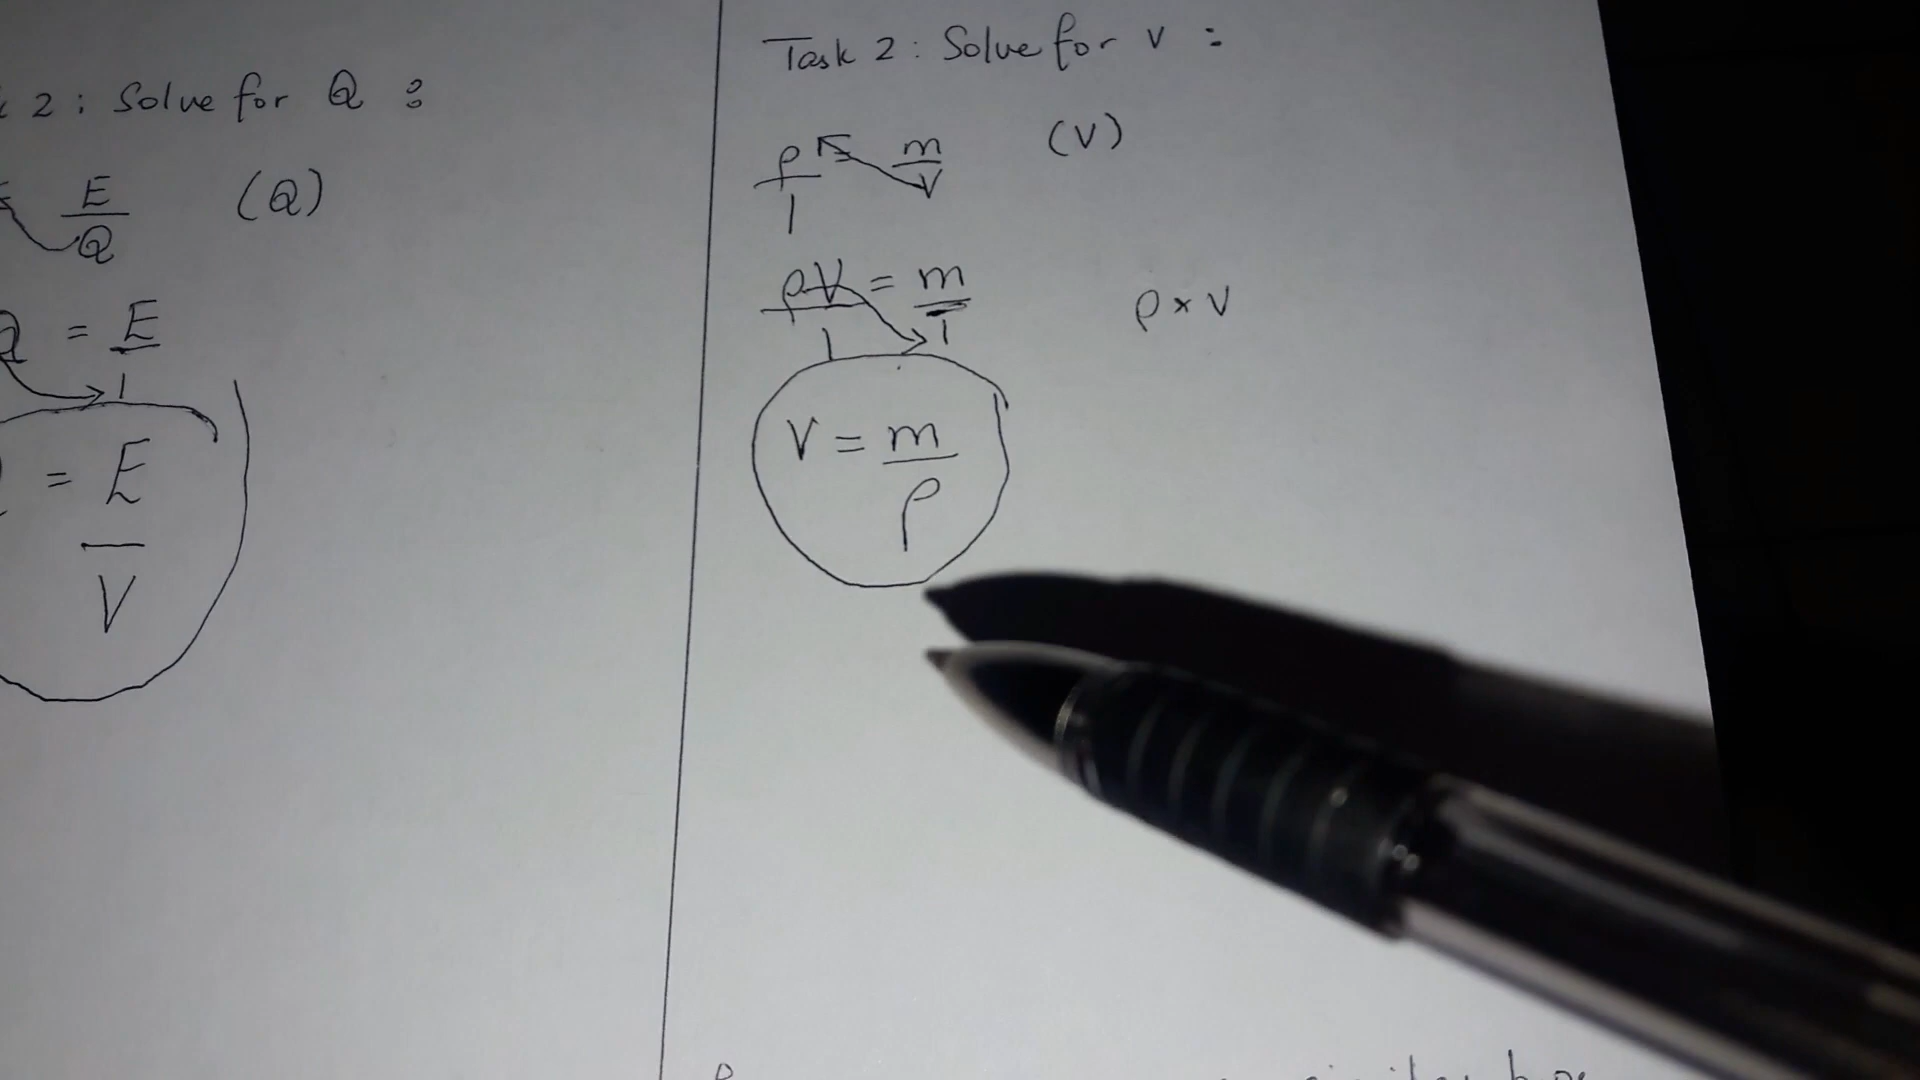 2 : Solve for Q :
E
Q
(Q)
Q = E
1
= E
V
Task 2 : Solve for v :
ρ = m
1 V
(V)
ρV = m
1 1
ρ × V
V = m
ρ